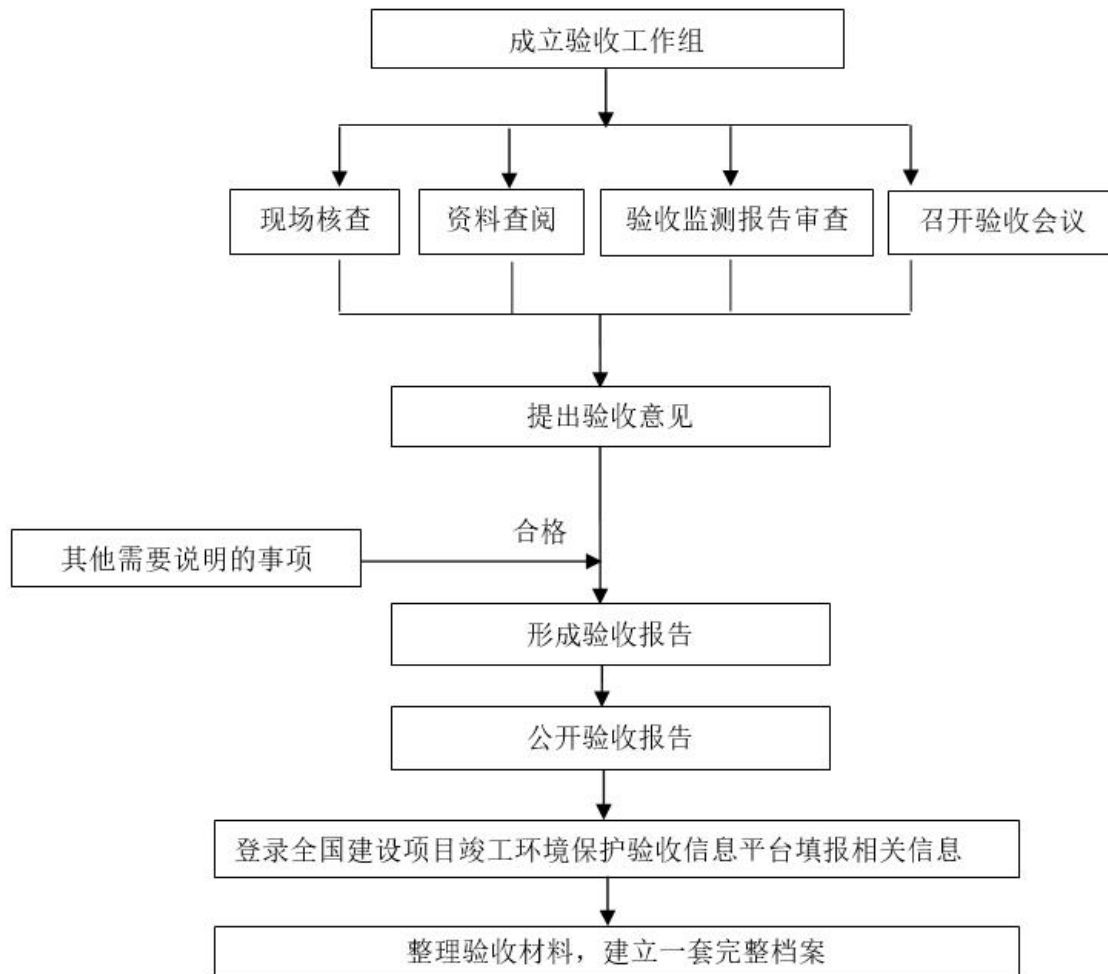 成立验收工作组
现场核查
资料查阅
验收监测报告审查
召开验收会议
提出验收意见
合格
其他需要说明的事项
形成验收报告
公开验收报告
登录全国建设项目竣工环境保护验收信息平台填报相关信息
整理验收材料，建立一套完整档案